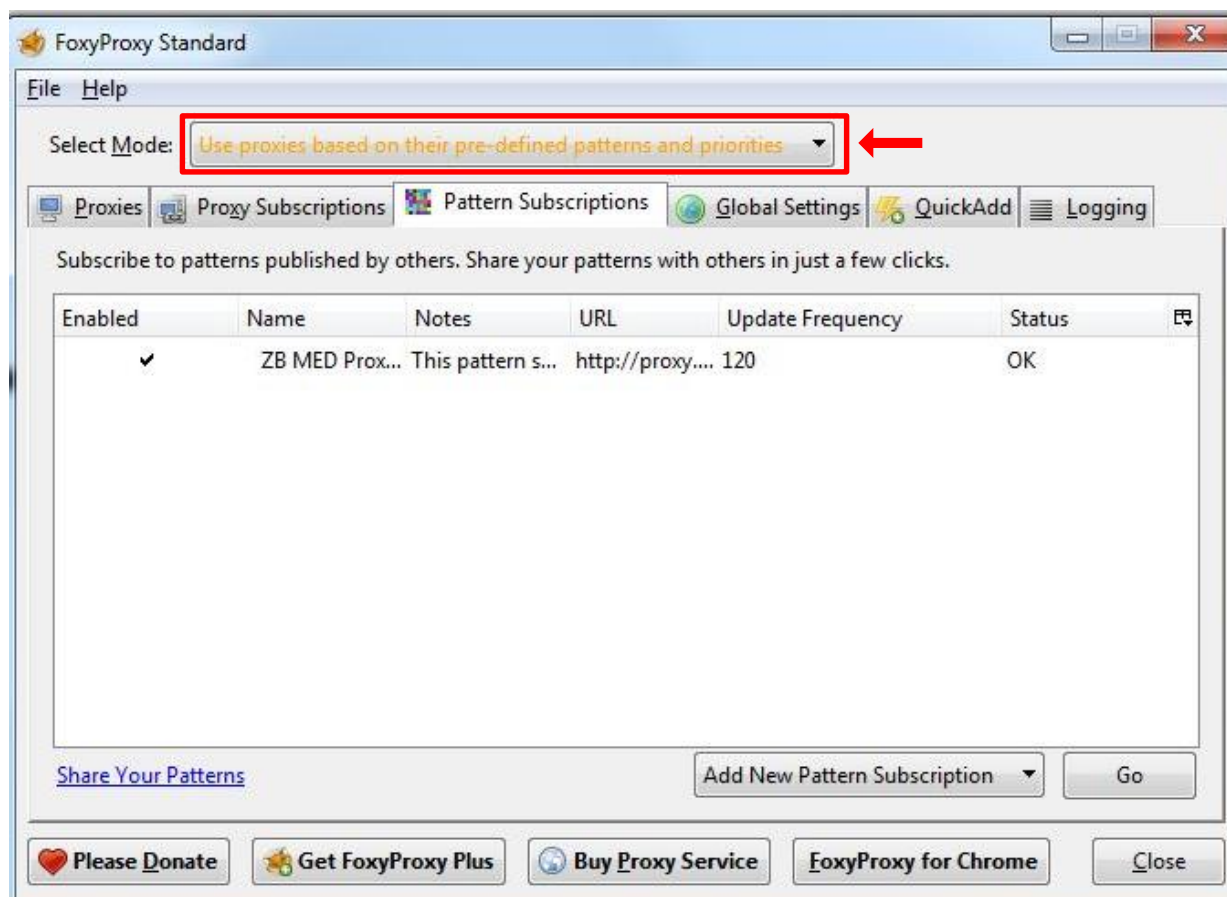 FoxyProxy Standard
File Help
Select Mode: Use proxies based on their pre-defined patterns and priorities
Proxies Proxy Subscriptions Pattern Subscriptions Global Settings QuickAdd Logging
Subscribe to patterns published by others. Share your patterns with others in just a few clicks.
Enabled Name Notes URL Update Frequency Status
ZB MED Prox... This pattern s... http://proxy.... 120 OK
Share Your Patterns Add New Pattern Subscription Go
Please Donate Get FoxyProxy Plus Buy Proxy Service FoxyProxy for Chrome Close